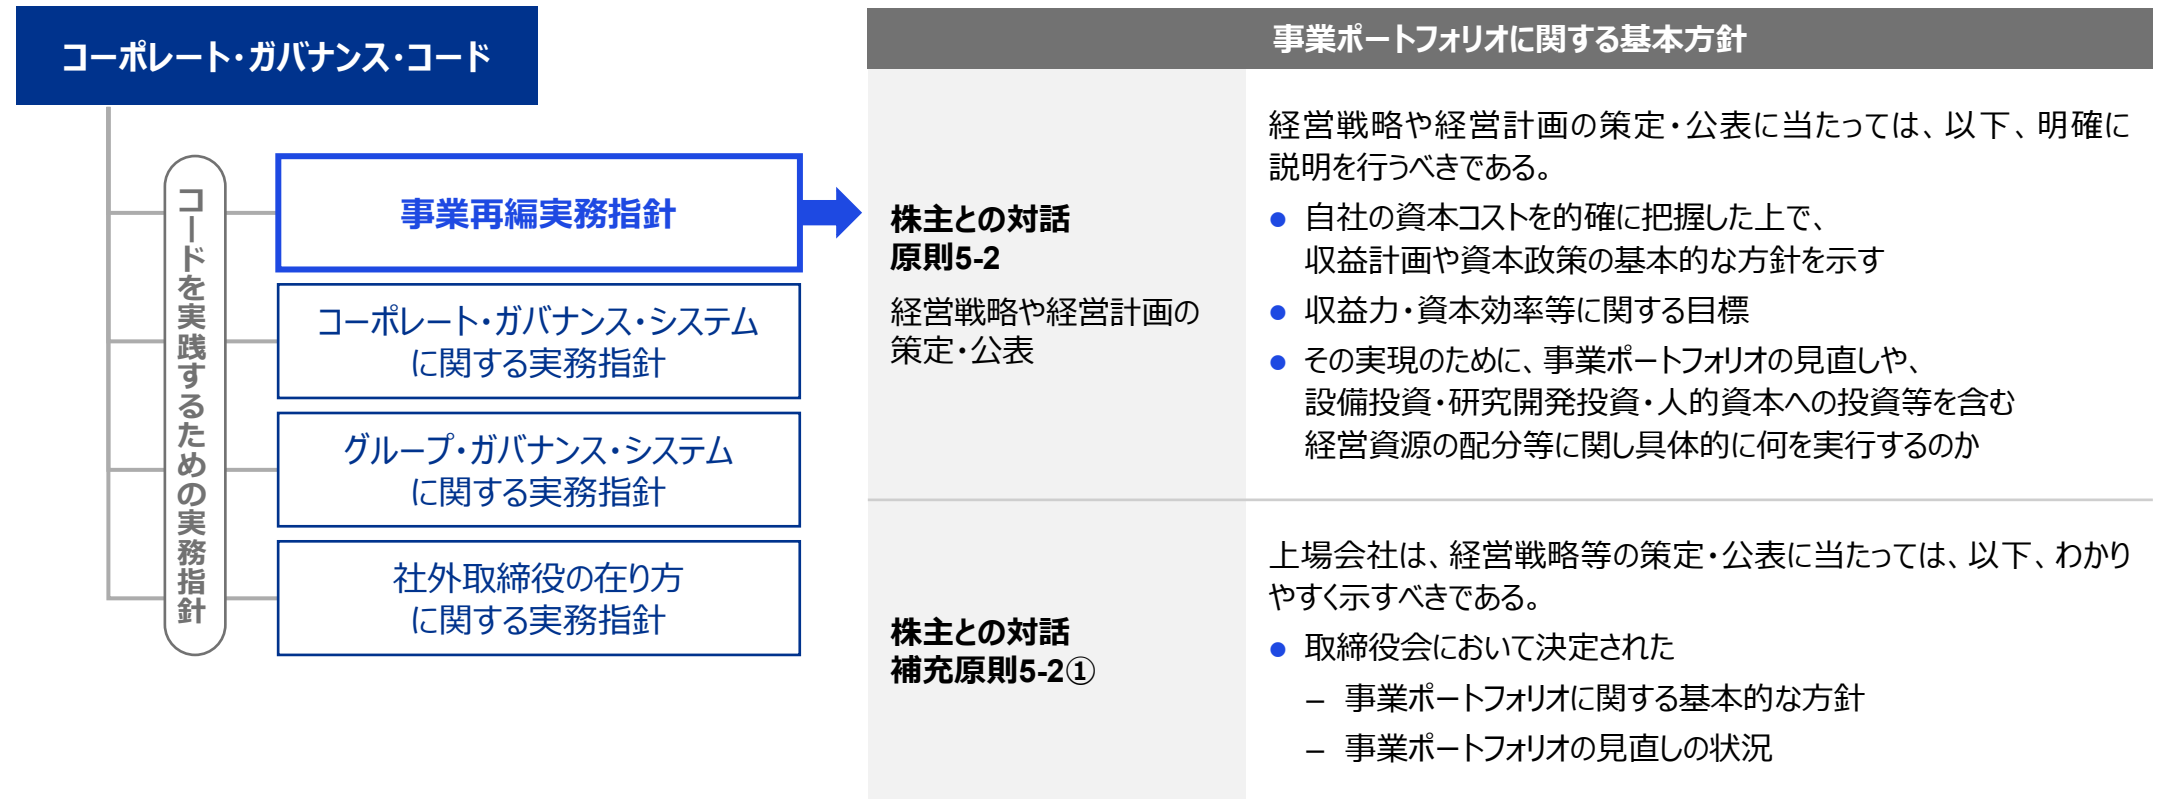 コーポレート・ガバナンス・コード
コードを実践するための実務指針
事業再編実務指針
コーポレート・ガバナンス・システム
に関する実務指針
グループ・ガバナンス・システム
に関する実務指針
社外取締役の在り方
に関する実務指針
事業ポートフォリオに関する基本方針
株主との対話
原則5-2
経営戦略や経営計画の
策定・公表
経営戦略や経営計画の策定・公表に当たっては、以下、明確に
説明を行うべきである。
● 自社の資本コストを的確に把握した上で、
収益計画や資本政策の基本的な方針を示す
● 収益力・資本効率等に関する目標
● その実現のために、事業ポートフォリオの見直しや、
設備投資・研究開発投資・人的資本への投資等を含む
経営資源の配分等に関し具体的に何を実行するのか
株主との対話
補充原則5-2①
上場会社は、経営戦略等の策定・公表に当たっては、以下、わかり
やすく示すべきである。
● 取締役会において決定された
– 事業ポートフォリオに関する基本的な方針
– 事業ポートフォリオの見直しの状況